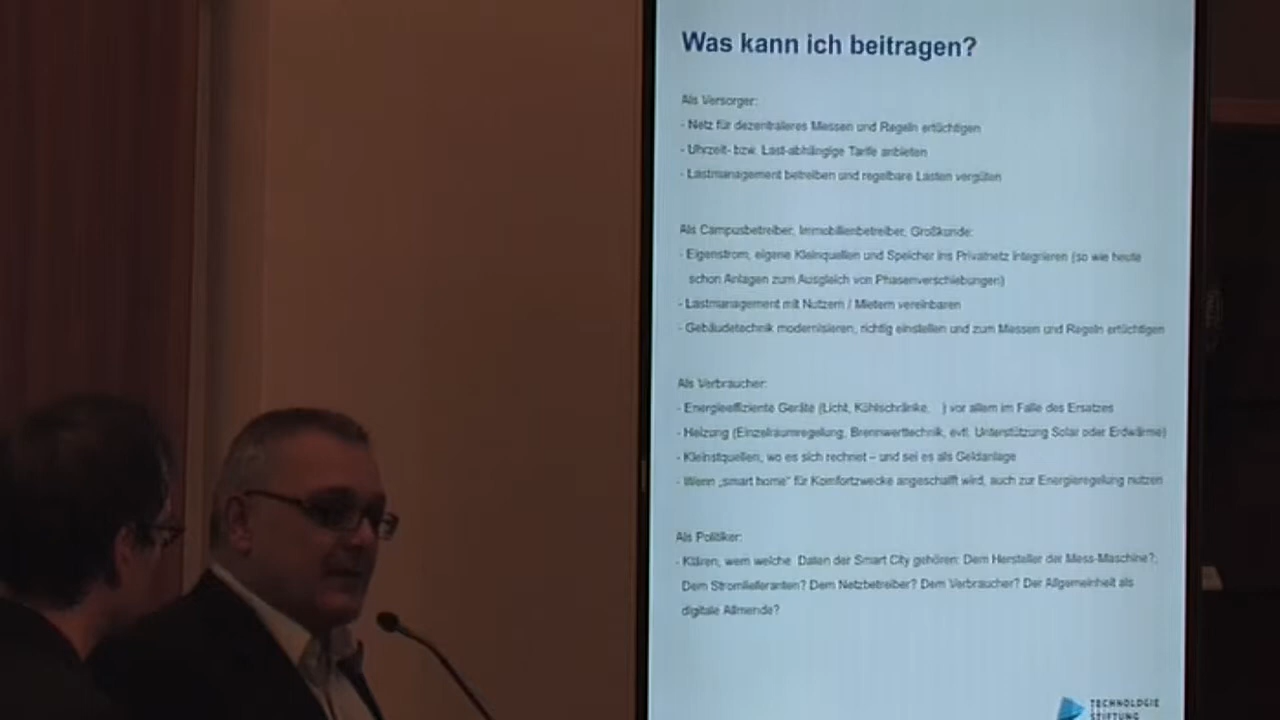 Was kann ich beitragen?
Als Versorger:
- Netz für dezentraleres Messen und Regeln ertüchtigen
- Uhrzeit- bzw. Last-abhängige Tarife anbieten
- Lastmanagement betreiben und regelbare Lasten vergüten
Als Campusbetreiber, Immobilienbetreiber, Großkunde:
- Eigenstrom, eigene Kleinquellen und Speicher ins Privatnetz integrieren (so wie heute
schon Anlagen zum Ausgleich von Phasenverschiebungen)
- Lastmanagement mit Nutzern / Mietern vereinbaren
- Gebäudetechnik modernisieren, richtig einstellen und zum Messen und Regeln ertüchtigen
Als Verbraucher:
- Energieeffiziente Geräte (Licht, Kühlschränke, ) vor allem im Falle des Ersatzes
- Heizung (Einzelraumregelung, Brennwerttechnik, evtl. Unterstützung Solar oder Erdwärme)
- Kleinstquellen, wo es sich rechnet – und sei es als Geldanlage
- Wenn „smart home“ für Komfortzwecke angeschafft wird, auch zur Energieregelung nutzen
Als Politiker:
- Klären, wem welche Daten der Smart City gehören: Dem Hersteller der Mess-Maschine?,
Dem Stromlieferanten? Dem Netzbetreiber? Dem Verbraucher? Der Allgemeinheit als
digitale Allmende?
TECHNOLOGIE
STIFTUNG